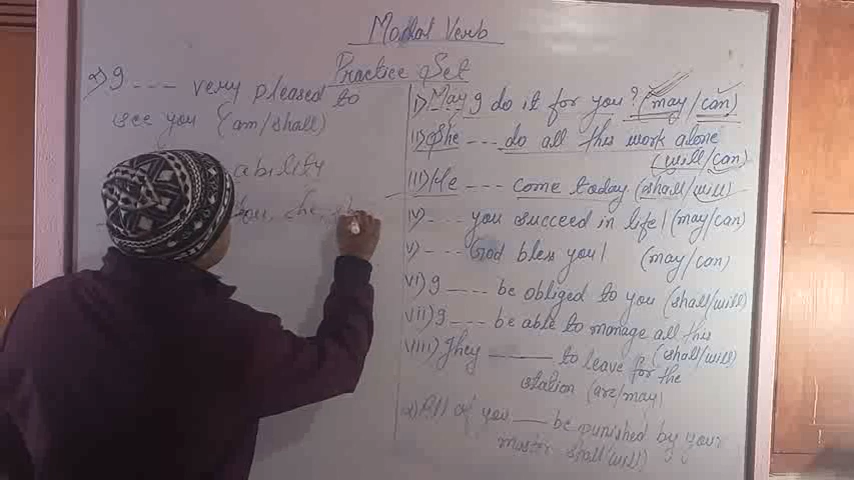 Modal Verb
Practice Set
x) I --- very pleased to
see you (am/shall)
ability
you, he,
i) May I do it for you? (may/can)
ii) She --- do all this work alone
(will/can)
iii) He --- come today (shall/will)
iv) --- you succeed in life! (may/can)
v) --- God bless you! (may/can)
vi) I --- be obliged to you (shall/will)
vii) I --- be able to manage all this
(shall/will)
viii) They --- to leave for the
station (are/may)
All of you --- be punished by your
master shall/will)